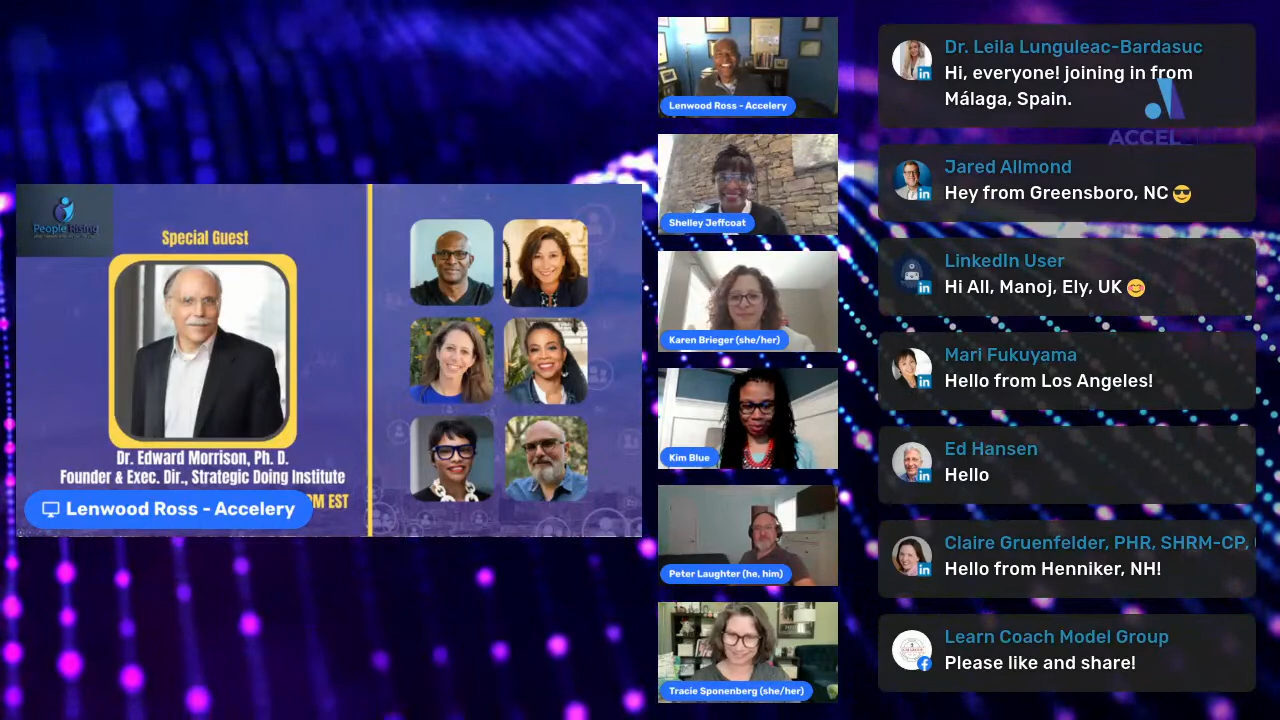 People Rising
Special Guest
Dr. Edward Morrison, Ph. D.
Founder & Exec. Dir., Strategic Doing Institute
PM EST
Lenwood Ross - Accelery
Lenwood Ross - Accelery
Shelley Jeffcoat
Karen Brieger (she/her)
Kim Blue
Peter Laughter (he, him)
Tracie Sponenberg (she/her)
Dr. Leila Lunguleac-Bardasuc
Hi, everyone! joining in from
Málaga, Spain.
ACCEL
Jared Allmond
Hey from Greensboro, NC 😎
LinkedIn User
Hi All, Manoj, Ely, UK 😊
Mari Fukuyama
Hello from Los Angeles!
Ed Hansen
Hello
Claire Gruenfelder, PHR, SHRM-CP,
Hello from Henniker, NH!
Learn Coach Model Group
Please like and share!